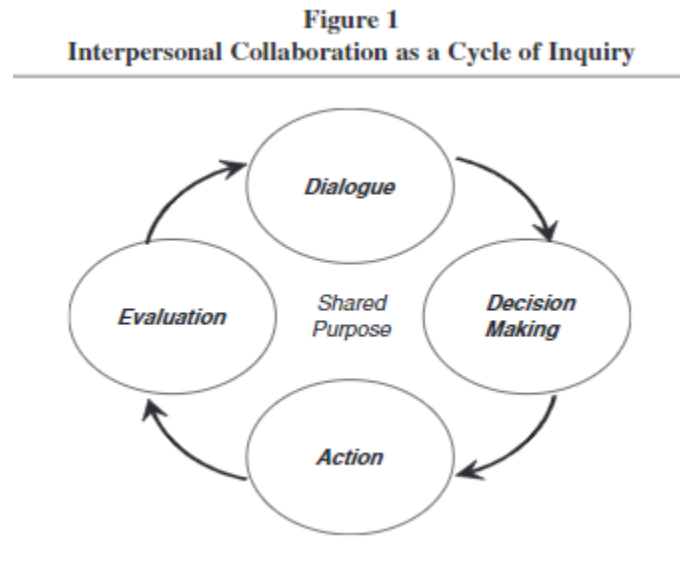 Figure 1
Interpersonal Collaboration as a Cycle of Inquiry
Dialogue
Evaluation
Shared
Purpose
Decision
Making
Action